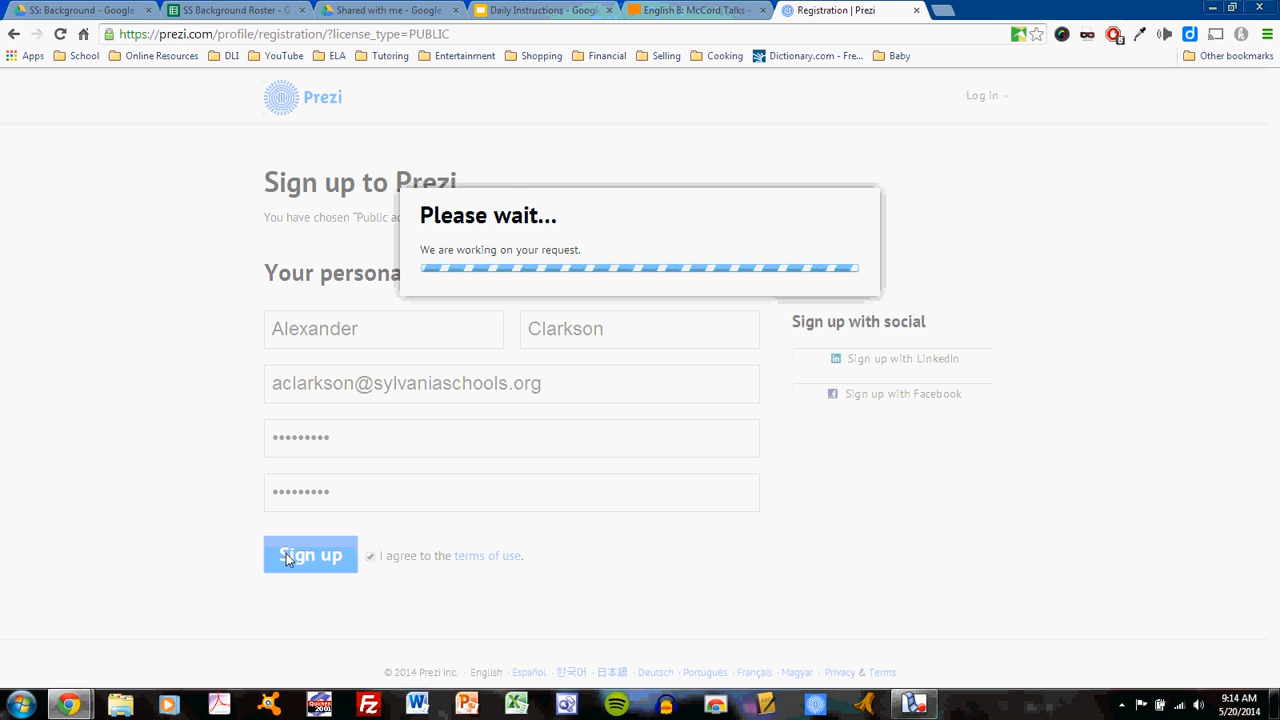 SS: Background - Google
SS Background Roster - G
Shared with me - Google
Daily Instructions - Googl
English 8: McCord Talks -
Registration | Prezi
https://prezi.com/profile/registration/?license_type=PUBLIC
Apps School Online Resources DLI YouTube ELA Tutoring Entertainment Shopping Financial Selling Cooking Dictionary.com - Fre... Baby Other bookmarks
Prezi
Log in
Sign up to Prezi
You have chosen "Public ac
Please wait...
We are working on your request.
Your persona
Alexander Clarkson
aclarkson@sylvaniaschools.org
Sign up with social
Sign up with LinkedIn
Sign up with Facebook
Sign up
I agree to the terms of use.
© 2014 Prezi Inc. · English · Español · 한국어 · 日本語 · Deutsch · Português · Français · Magyar · Privacy & Terms
9:14 AM
5/20/2014